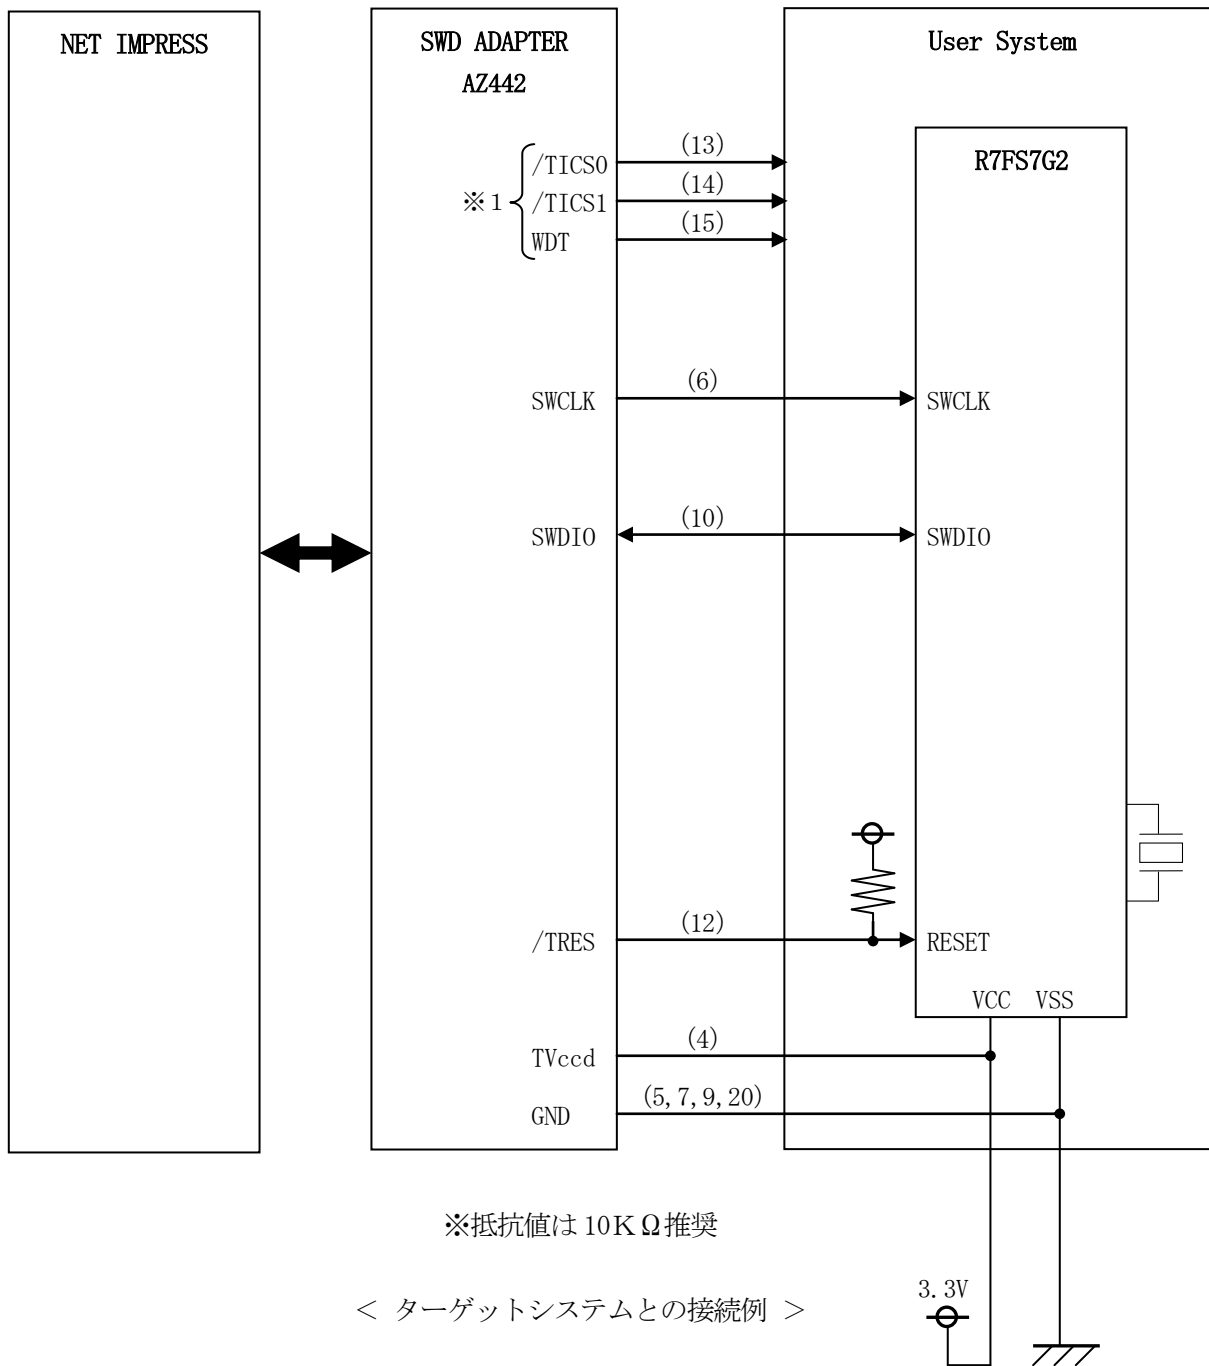 NET IMPRESS
SWD ADAPTER
AZ442
User System
R7FS7G2
※1
/TICS0
(13)
/TICS1
(14)
WDT
(15)
SWCLK
(6)
SWCLK
SWDIO
(10)
SWDIO
/TRES
(12)
RESET
VCC VSS
TVccd
(4)
GND
(5,7,9,20)
※抵抗値は10KΩ推奨
< ターゲットシステムとの接続例 >
3.3V